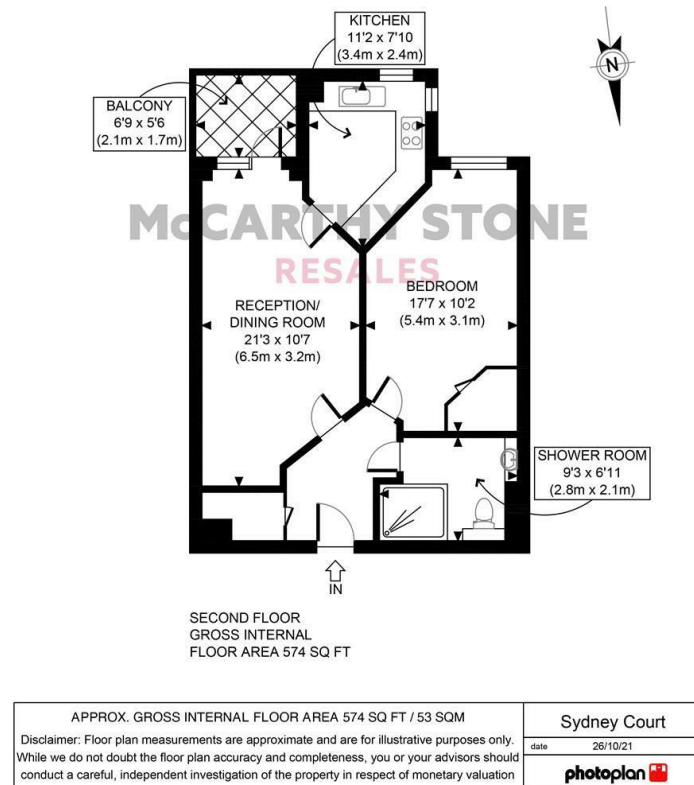 KITCHEN
11'2 x 7'10
(3.4m x 2.4m)
N
BALCONY
6'9 x 5'6
(2.1m x 1.7m)
McCARTHY STONE
RESALES
BEDROOM
17'7 x 10'2
(5.4m x 3.1m)
RECEPTION/
DINING ROOM
21'3 x 10'7
(6.5m x 3.2m)
SHOWER ROOM
9'3 x 6'11
(2.8m x 2.1m)
IN
SECOND FLOOR
GROSS INTERNAL
FLOOR AREA 574 SQ FT
APPROX. GROSS INTERNAL FLOOR AREA 574 SQ FT / 53 SQM
Disclaimer: Floor plan measurements are approximate and are for illustrative purposes only.
While we do not doubt the floor plan accuracy and completeness, you or your advisors should
conduct a careful, independent investigation of the property in respect of monetary valuation
Sydney Court
date 26/10/21
photoplan